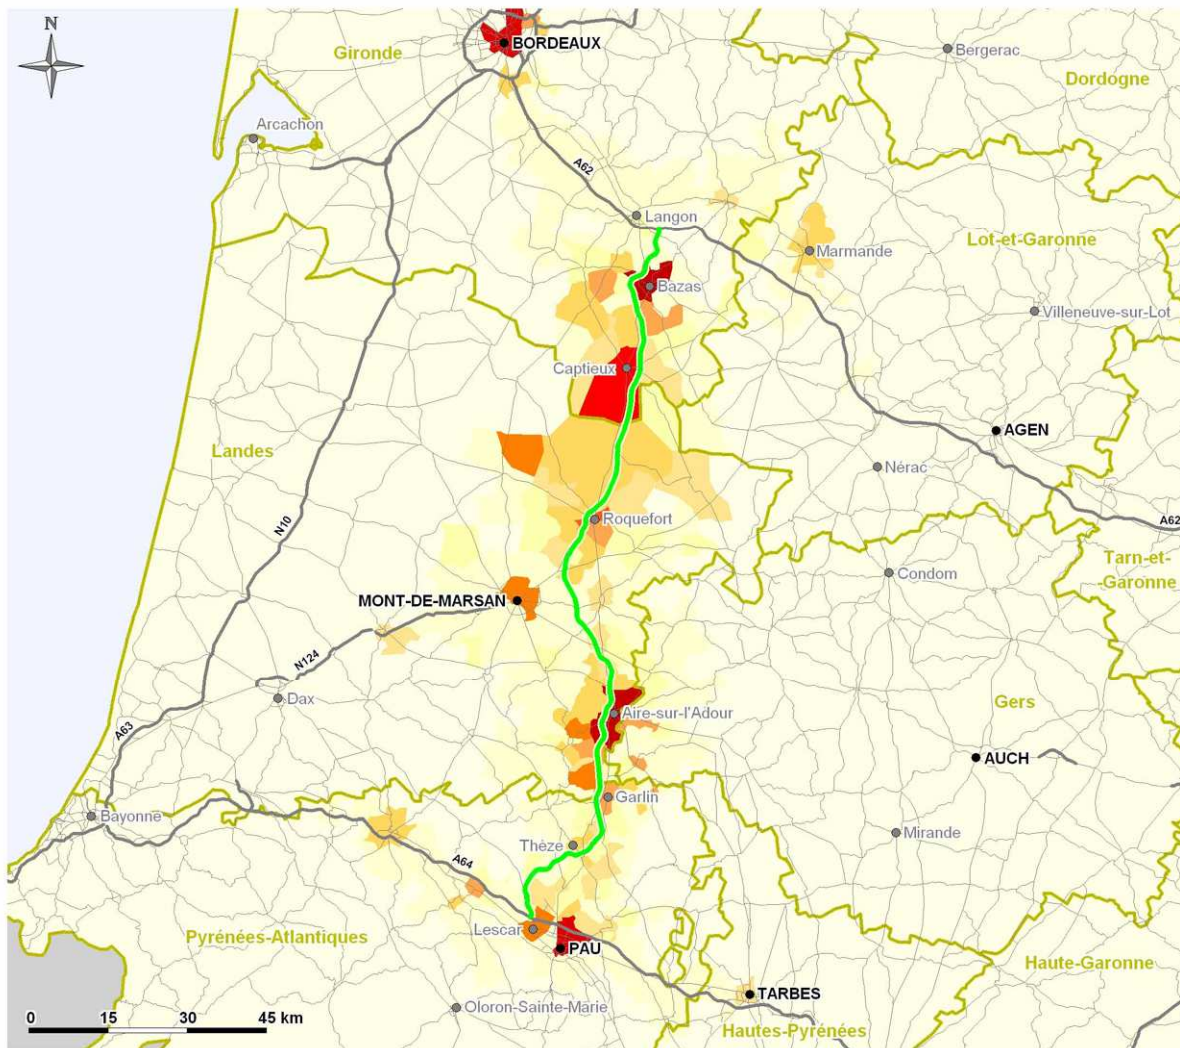 N
BORDEAUX
Gironde
Bergerac
Dordogne
Arcachon
A62
Langon
Marmande
Lot-et-Garonne
Bazas
Villeneuve-sur-Lot
Captieux
AGEN
Landes
Nérac
N10
Roquefort
A62
Tarn-et-
-Garonne
Condom
MONT-DE-MARSAN
N124
Dax
Aire-sur-l'Adour
Gers
A63
AUCH
Garlin
Bayonne
Mirande
Thèze
A64
Lescar
Pyrénées-Atlantiques
PAU
Haute-Garonne
TARBES
Oloron-Sainte-Marie
0 15 30 45 km
Hautes-Pyrénées